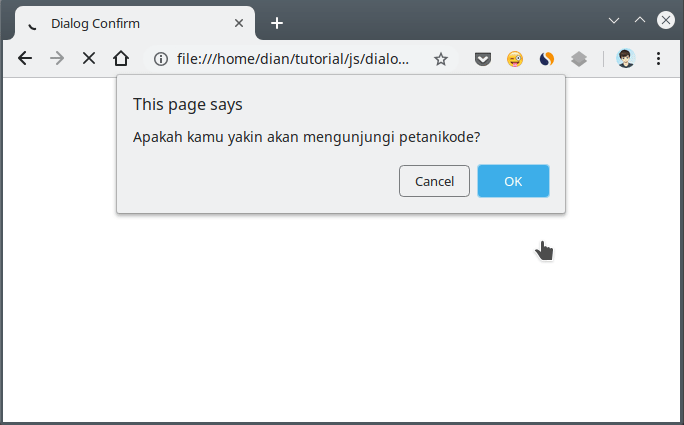 Dialog Confirm
file:///home/dian/tutorial/js/dialo...
This page says
Apakah kamu yakin akan mengunjungi petanikode?
Cancel
OK